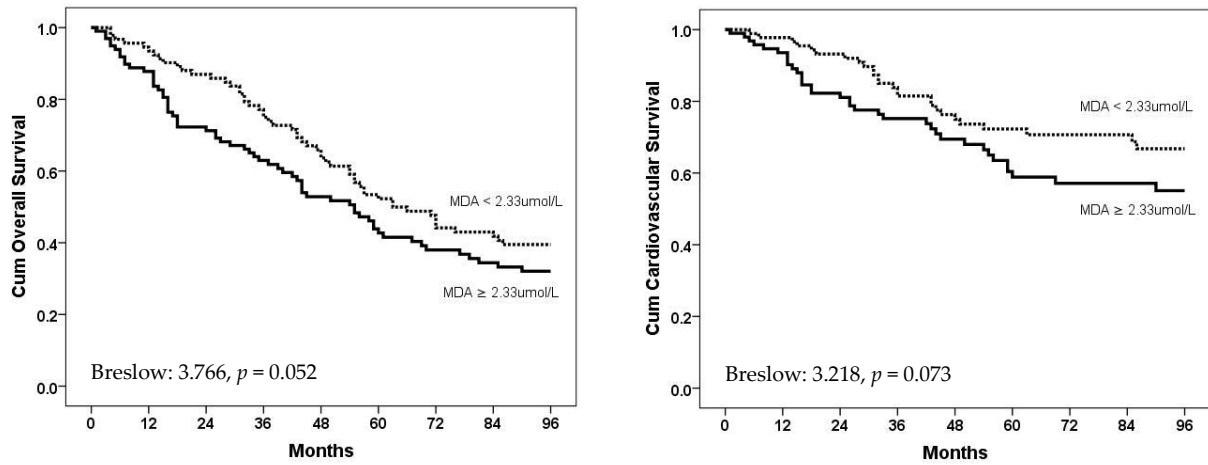 Cum Overall Survival
1.0
0.8
0.6
0.4
0.2
0.0
MDA < 2.33umol/L
MDA ≥ 2.33umol/L
Breslow: 3.766, p = 0.052
0 12 24 36 48 60 72 84 96
Months
Cum Cardiovascular Survival
1.0
0.8
0.6
0.4
0.2
0.0
MDA < 2.33umol/L
MDA ≥ 2.33umol/L
Breslow: 3.218, p = 0.073
0 12 24 36 48 60 72 84 96
Months